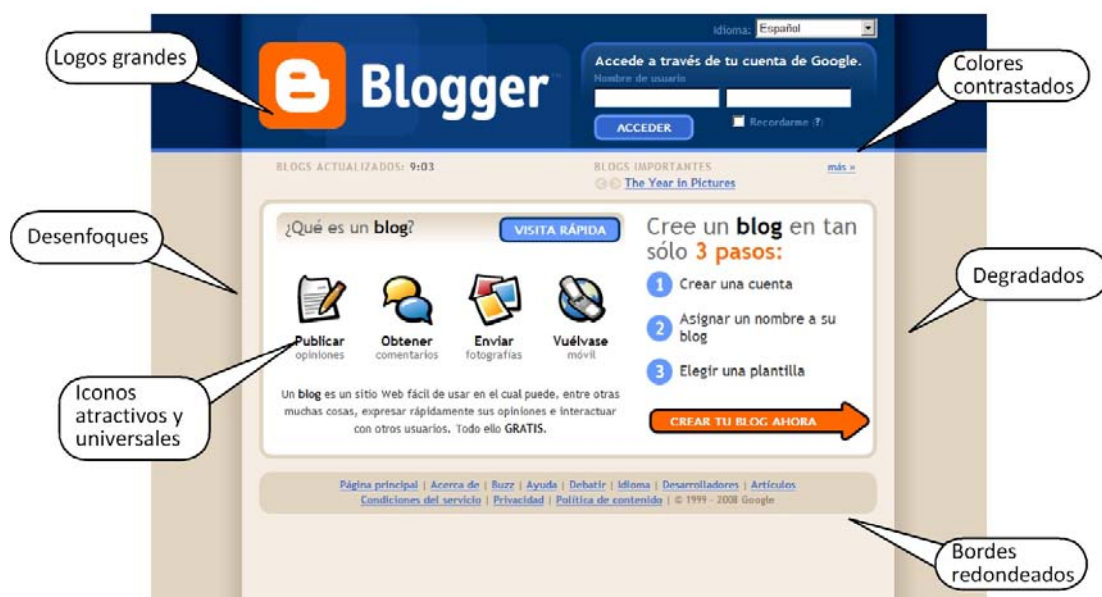 Logos grandes
Idioma: Español
Blogger
Accede a través de tu cuenta de Google.
Nombre de usuario
ACCEDER
Recordarme (?)
Colores
contrastados
BLOGS ACTUALIZADOS: 9:03
BLOGS IMPORTANTES
más »
The Year in Pictures
Desenfoques
¿Qué es un blog?
VISITA RÁPIDA
Publicar
opiniones
Obtener
comentarios
Enviar
fotografías
Vuélvase
móvil
Un blog es un sitio Web fácil de usar en el cual puede, entre otras
muchas cosas, expresar rápidamente sus opiniones e interactuar
con otros usuarios. Todo ello GRATIS.
Cree un blog en tan
sólo 3 pasos:
1 Crear una cuenta
2 Asignar un nombre a su
blog
3 Elegir una plantilla
CREAR TU BLOG AHORA
Degradados
Iconos
atractivos y
universales
Página principal | Acerca de | Buzz | Ayuda | Debatir | Idioma | Desarrolladores | Artículos
Condiciones del servicio | Privacidad | Política de contenido | © 1999 - 2008 Google
Bordes
redondeados